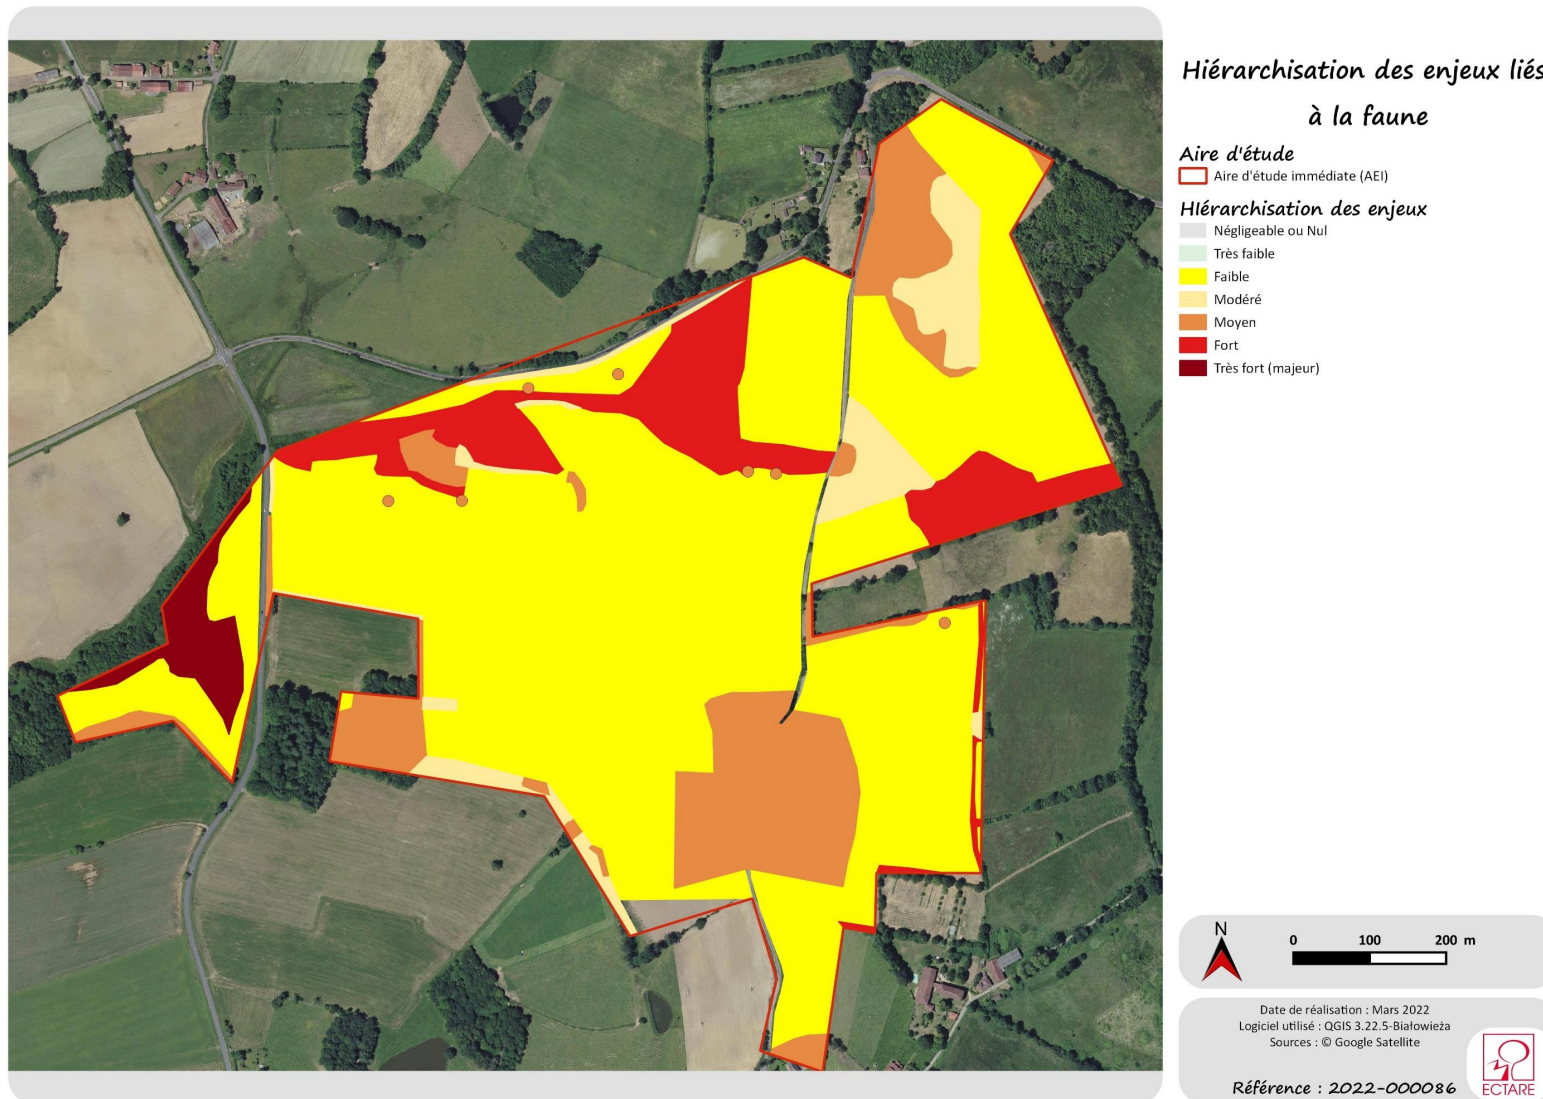 Hiérarchisation des enjeux liés
à la faune
Aire d'étude
Aire d'étude immédiate (AEI)
HIérarchisation des enjeux
Négligeable ou Nul
Très faible
Faible
Modéré
Moyen
Fort
Très fort (majeur)
N
0 100 200 m
Date de réalisation : Mars 2022
Logiciel utilisé : QGIS 3.22.5-Białowieża
Sources : © Google Satellite
Référence : 2022-000086
ECTARE